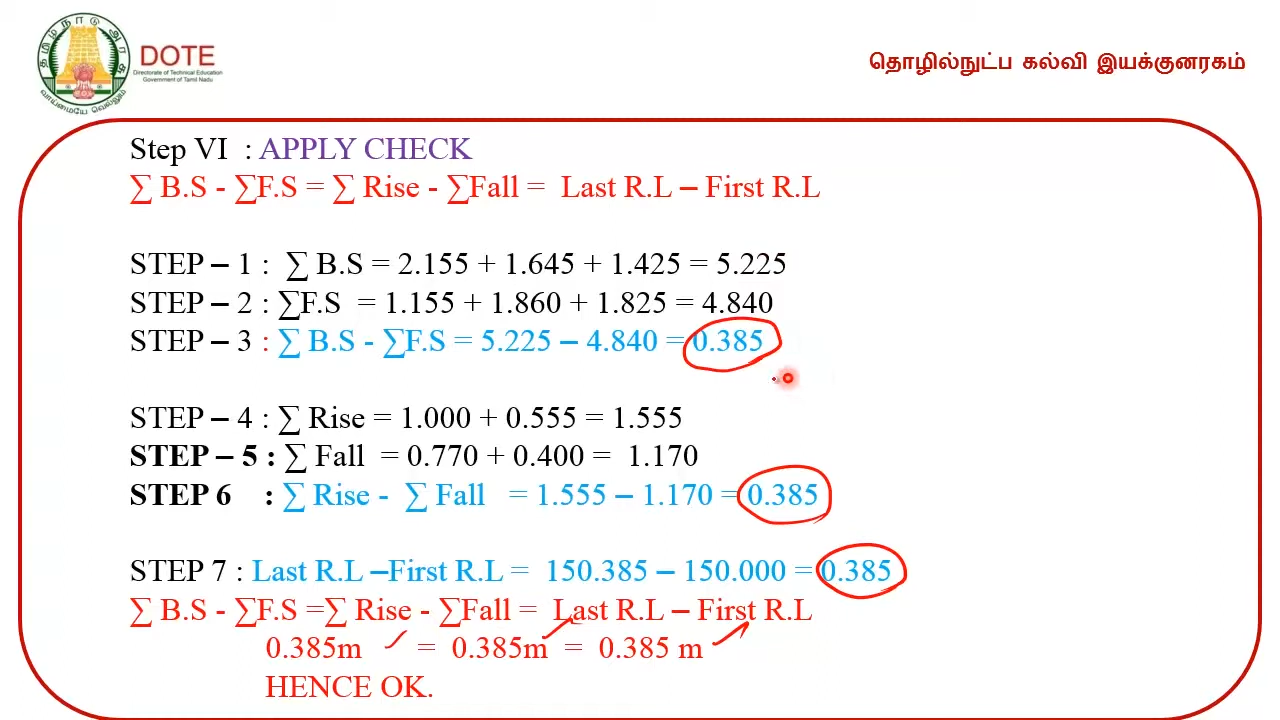 தமிழ்நாடு அரசு
வாய்மையே வெல்லும்
DOTE
Directorate of Technical Education
Government of Tamil Nadu
தொழில்நுட்ப கல்வி இயக்குனரகம்
Step VI : APPLY CHECK
∑ B.S - ∑F.S = ∑ Rise - ∑Fall = Last R.L – First R.L
STEP – 1 : ∑ B.S = 2.155 + 1.645 + 1.425 = 5.225
STEP – 2 : ∑F.S = 1.155 + 1.860 + 1.825 = 4.840
STEP – 3 : ∑ B.S - ∑F.S = 5.225 – 4.840 = 0.385
STEP – 4 : ∑ Rise = 1.000 + 0.555 = 1.555
STEP – 5 : ∑ Fall = 0.770 + 0.400 = 1.170
STEP 6 : ∑ Rise - ∑ Fall = 1.555 – 1.170 = 0.385
STEP 7 : Last R.L –First R.L = 150.385 – 150.000 = 0.385
∑ B.S - ∑F.S =∑ Rise - ∑Fall = Last R.L – First R.L
0.385m = 0.385m = 0.385 m
HENCE OK.